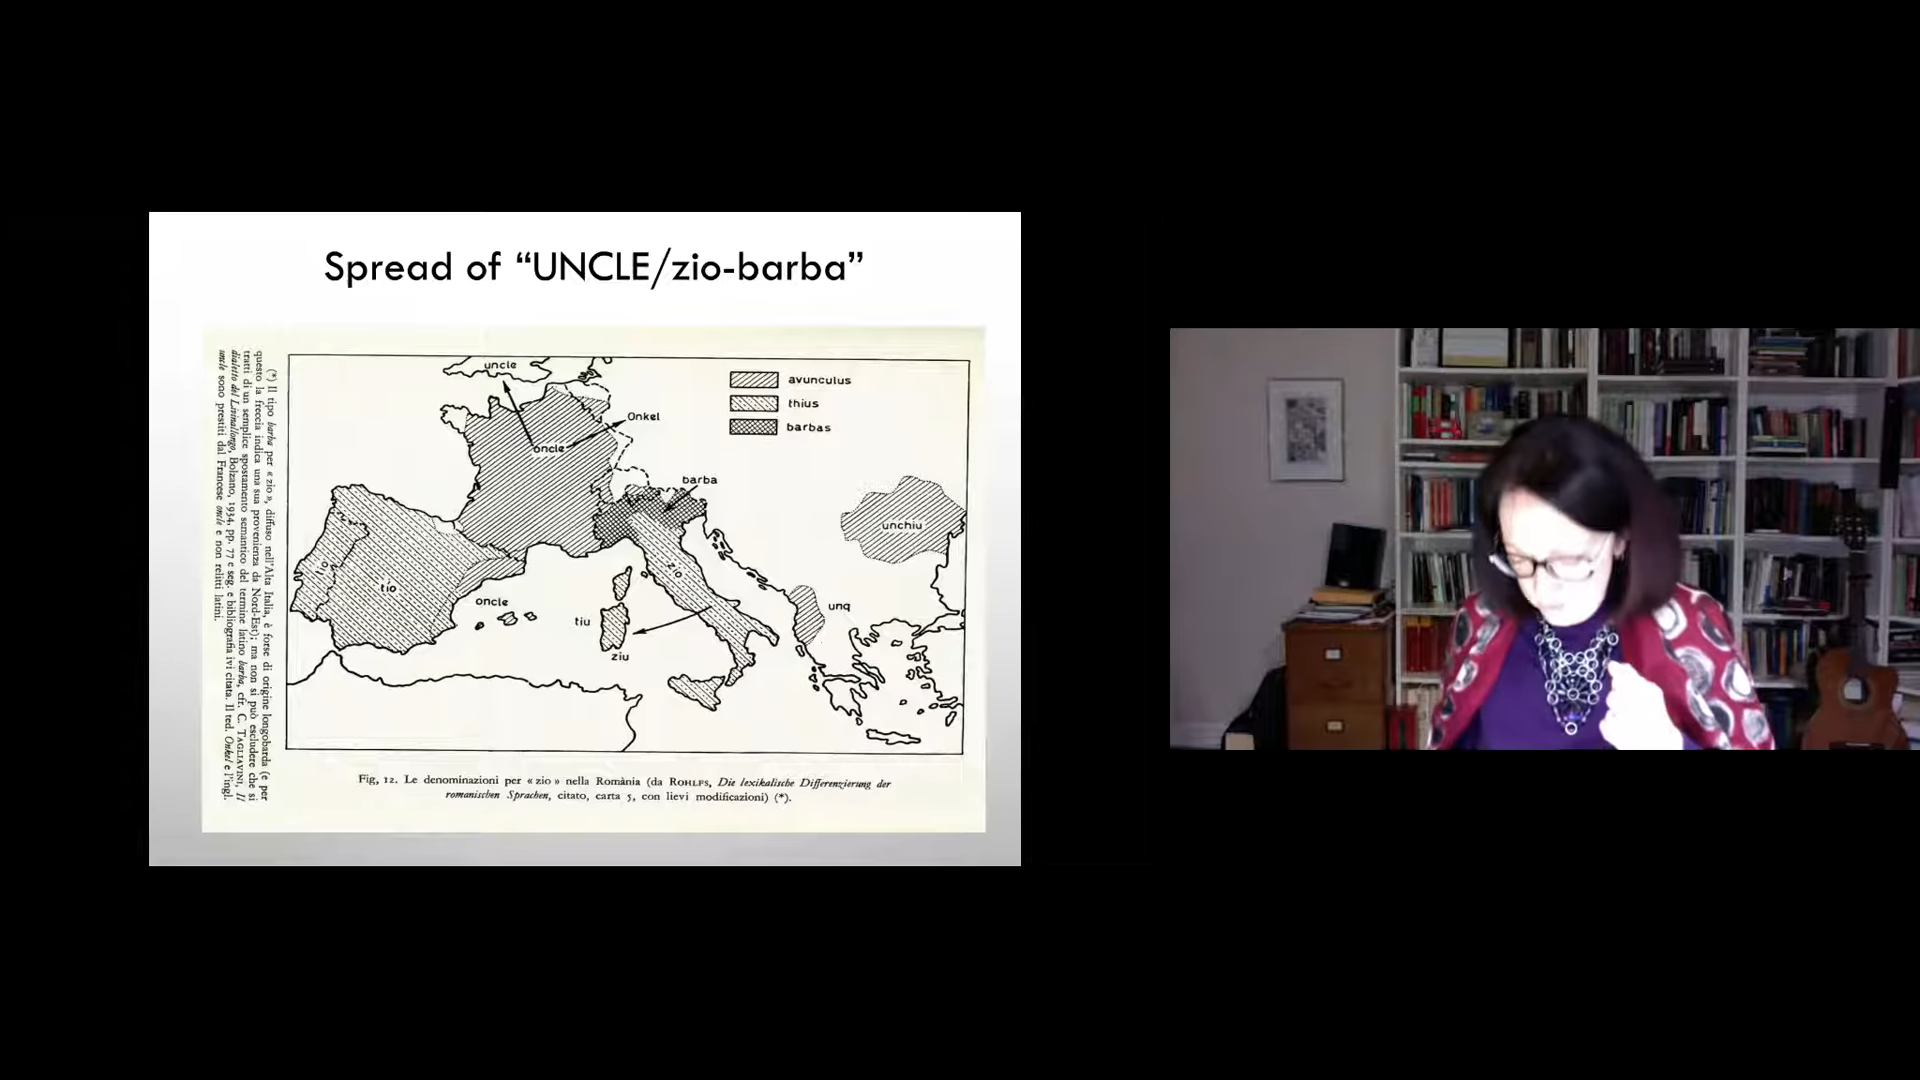 Spread of “UNCLE/zio-barba”
(*) Il tipo barba per « zio », diffuso nell'Alta Italia, è forse di origine longobarda (e per
questo la freccia indica una sua provenienza da Nord-Est); ma non si può escludere che si
tratti di un semplice spostamento semantico del termine latino barba, cfr. C. TAGLIAVINI, Il
dialetto del Livinallongo, Bolzano, 1934, pp. 77 e seg. e bibliografia ivi citata. Il ted. Onkel e l'ingl.
uncle sono prestiti dal Francese oncle e non relitti latini.
uncle
avunculus
thius
barbas
Onkel
oncle
barba
unchiu
zio
tio
tio
oncle
unq
tiu
ziu
Fig. 12. Le denominazioni per « zio » nella Romània (da ROHLFS, Die lexikalische Differenzierung der
romanischen Sprachen, citato, carta 5, con lievi modificazioni) (*).